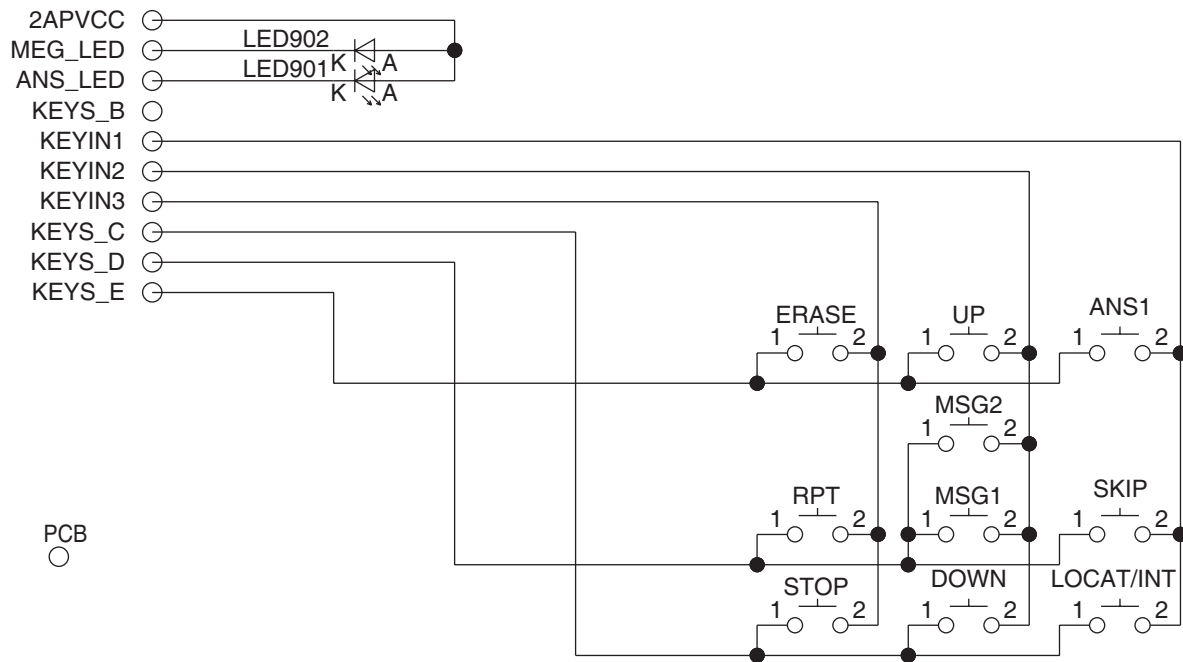 2APVCC
MEG_LED
LED902
K A
ANS_LED
LED901
K A
KEYS_B
KEYIN1
KEYIN2
KEYIN3
KEYS_C
KEYS_D
KEYS_E
ERASE
1 2
UP
1 2
ANS1
1 2
MSG2
1 2
RPT
1 2
MSG1
1 2
SKIP
1 2
PCB
STOP
1 2
DOWN
1 2
LOCAT/INT
1 2